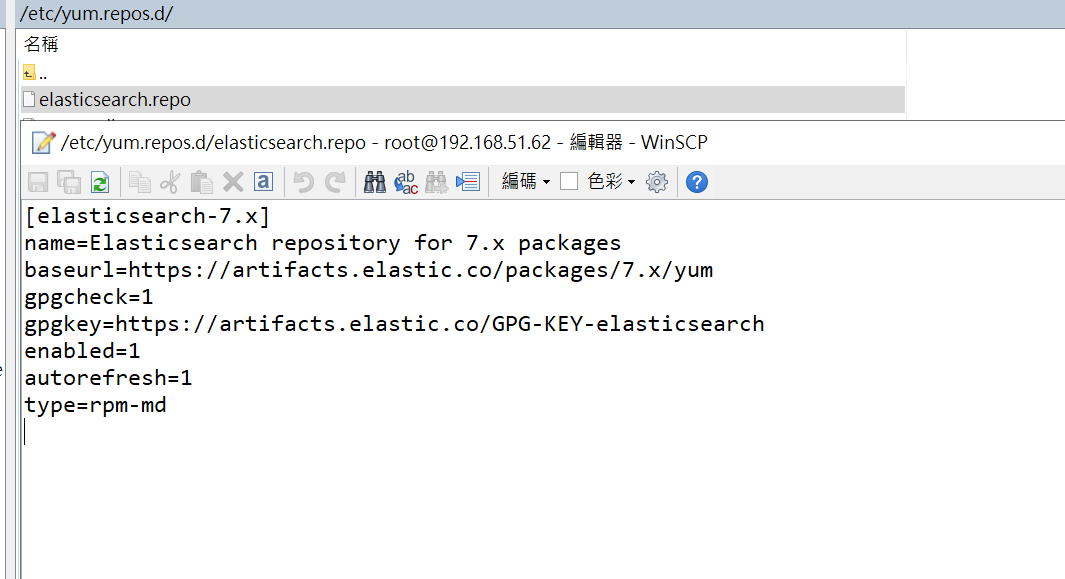 /etc/yum.repos.d/
名稱
..
elasticsearch.repo
/etc/yum.repos.d/elasticsearch.repo - root@192.168.51.62 - 編輯器 - WinSCP
編碼 色彩
[elasticsearch-7.x]
name=Elasticsearch repository for 7.x packages
baseurl=https://artifacts.elastic.co/packages/7.x/yum
gpgcheck=1
gpgkey=https://artifacts.elastic.co/GPG-KEY-elasticsearch
enabled=1
autorefresh=1
type=rpm-md